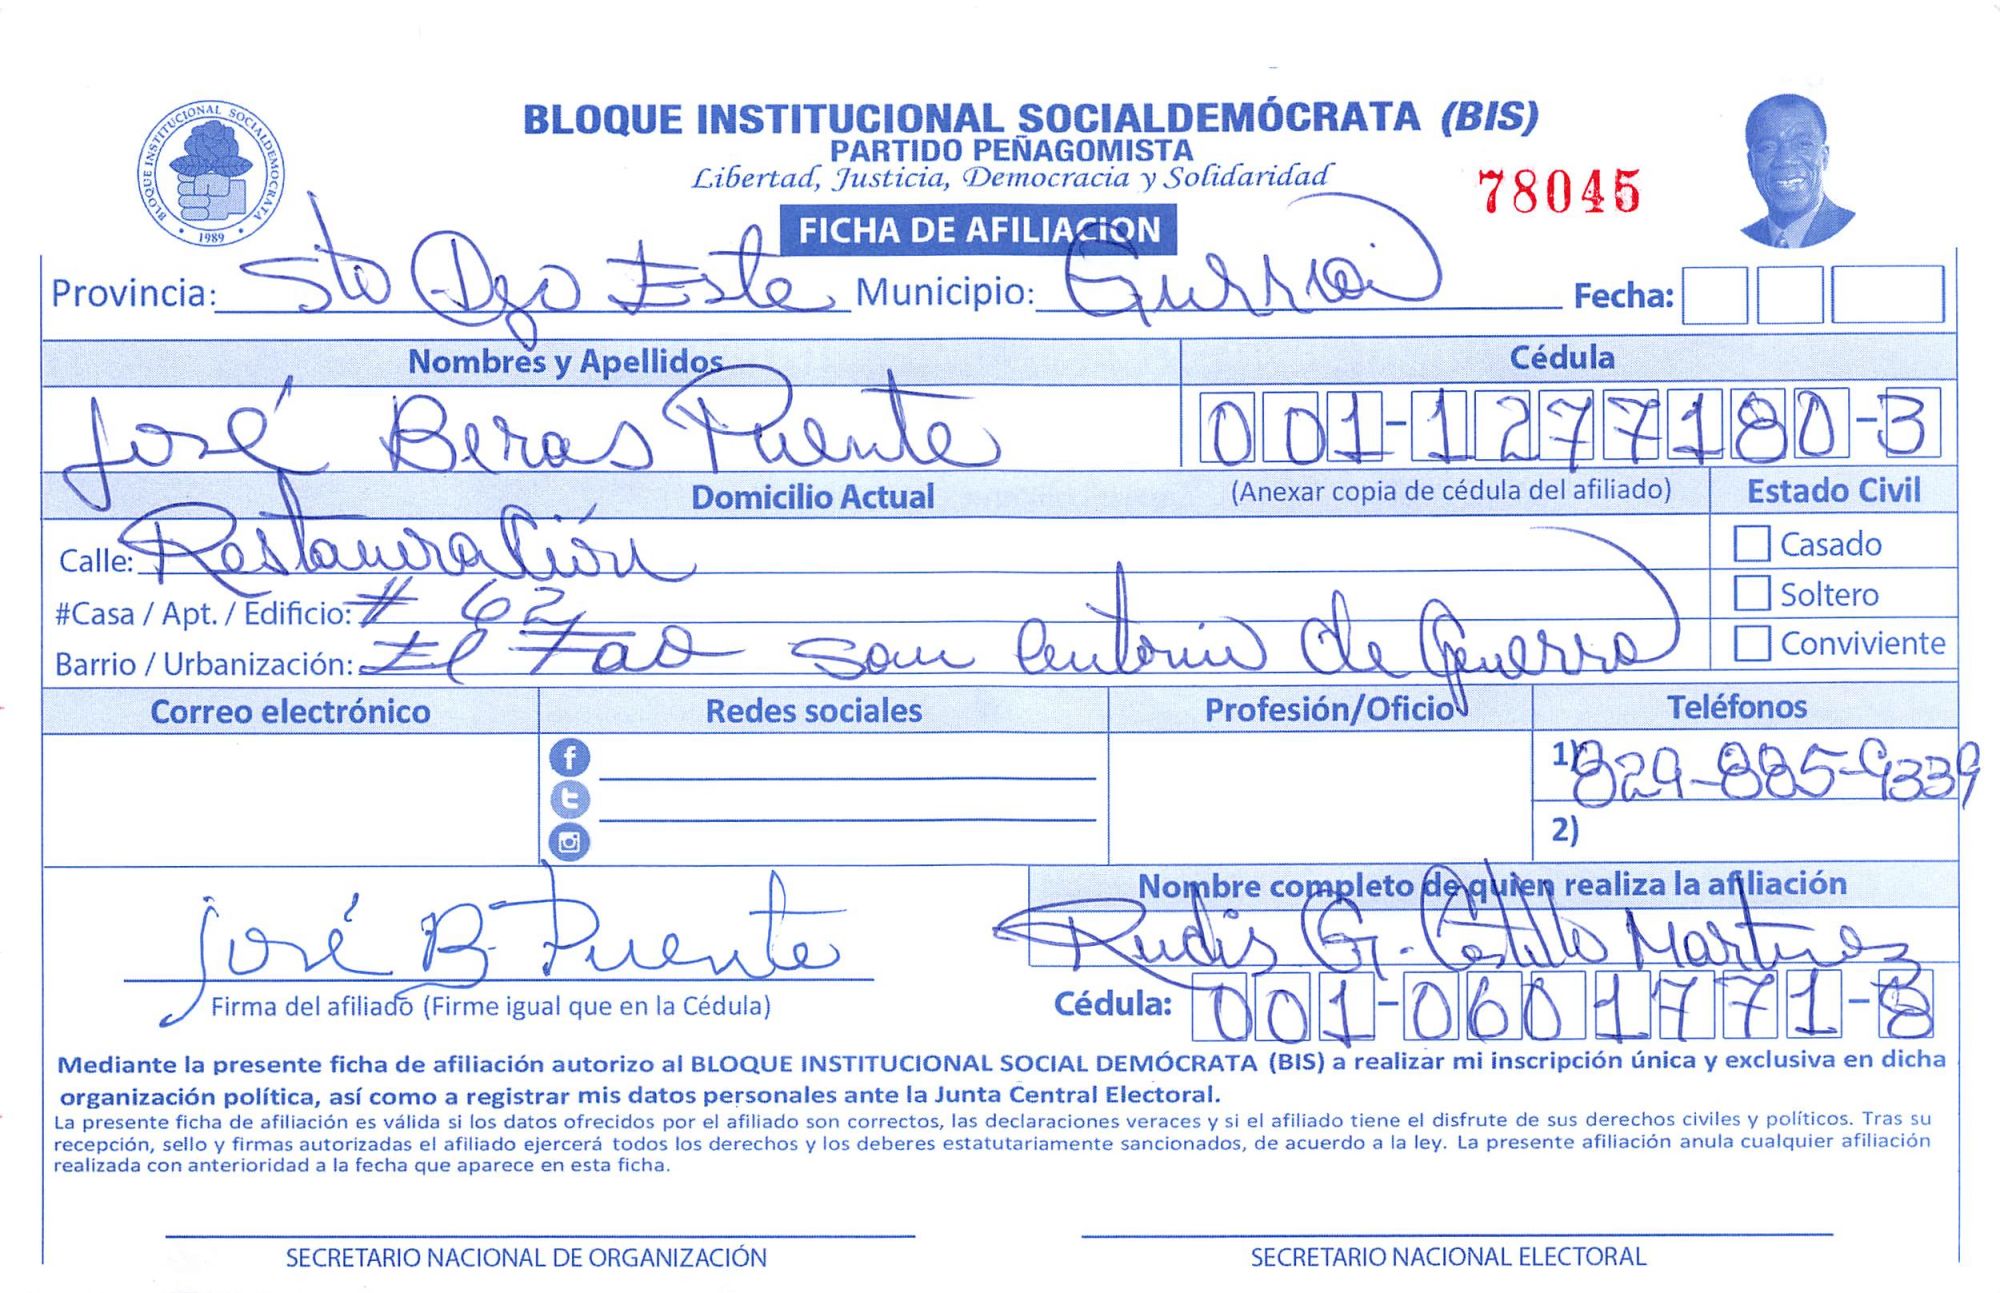 BLOQUE INSTITUCIONAL SOCIALDEMÓCRATA (BIS)
PARTIDO PEÑAGOMISTA
Libertad, Justicia, Democracia y Solidaridad
78045
BLOQUE INSTITUCIONAL SOCIALDEMOCRATA
1989
FICHA DE AFILIACION
Provincia: Sto Dgo Este Municipio: Guerra Fecha:
Nombres y Apellidos Cédula
José Beras Puente 001-1277180-3
Domicilio Actual (Anexar copia de cédula del afiliado) Estado Civil
Calle: Restauración Casado
#Casa / Apt. / Edificio: # 62 Soltero
Barrio / Urbanización: El San Antonio de Guerra Conviviente
Correo electrónico Redes sociales Profesión/Oficio Teléfonos
1) 829-885-9339
2)
Nombre completo de quien realiza la afiliación
José B. Puente Rudis G. Castillo Martinez
Firma del afiliado (Firme igual que en la Cédula) Cédula: 001-0601771-8
Mediante la presente ficha de afiliación autorizo al BLOQUE INSTITUCIONAL SOCIAL DEMÓCRATA (BIS) a realizar mi inscripción única y exclusiva en dicha
organización política, así como a registrar mis datos personales ante la Junta Central Electoral.
La presente ficha de afiliación es válida si los datos ofrecidos por el afiliado son correctos, las declaraciones veraces y si el afiliado tiene el disfrute de sus derechos civiles y políticos. Tras su
recepción, sello y firmas autorizadas el afiliado ejercerá todos los derechos y los deberes estatutariamente sancionados, de acuerdo a la ley. La presente afiliación anula cualquier afiliación
realizada con anterioridad a la fecha que aparece en esta ficha.
SECRETARIO NACIONAL DE ORGANIZACIÓN SECRETARIO NACIONAL ELECTORAL